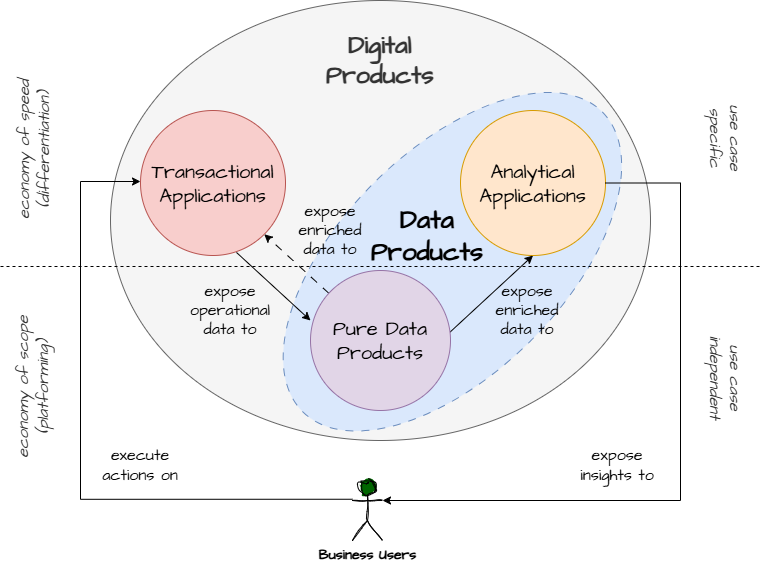 Digital
Products
economy of speed
(differentiation)
use case
specific
Transactional
Applications
Analytical
Applications
expose
enriched
data to
Data
Products
expose
operational
data to
expose
enriched
data to
Pure Data
Products
economy of scope
(platforming)
use case
independent
execute
actions on
expose
insights to
Business Users